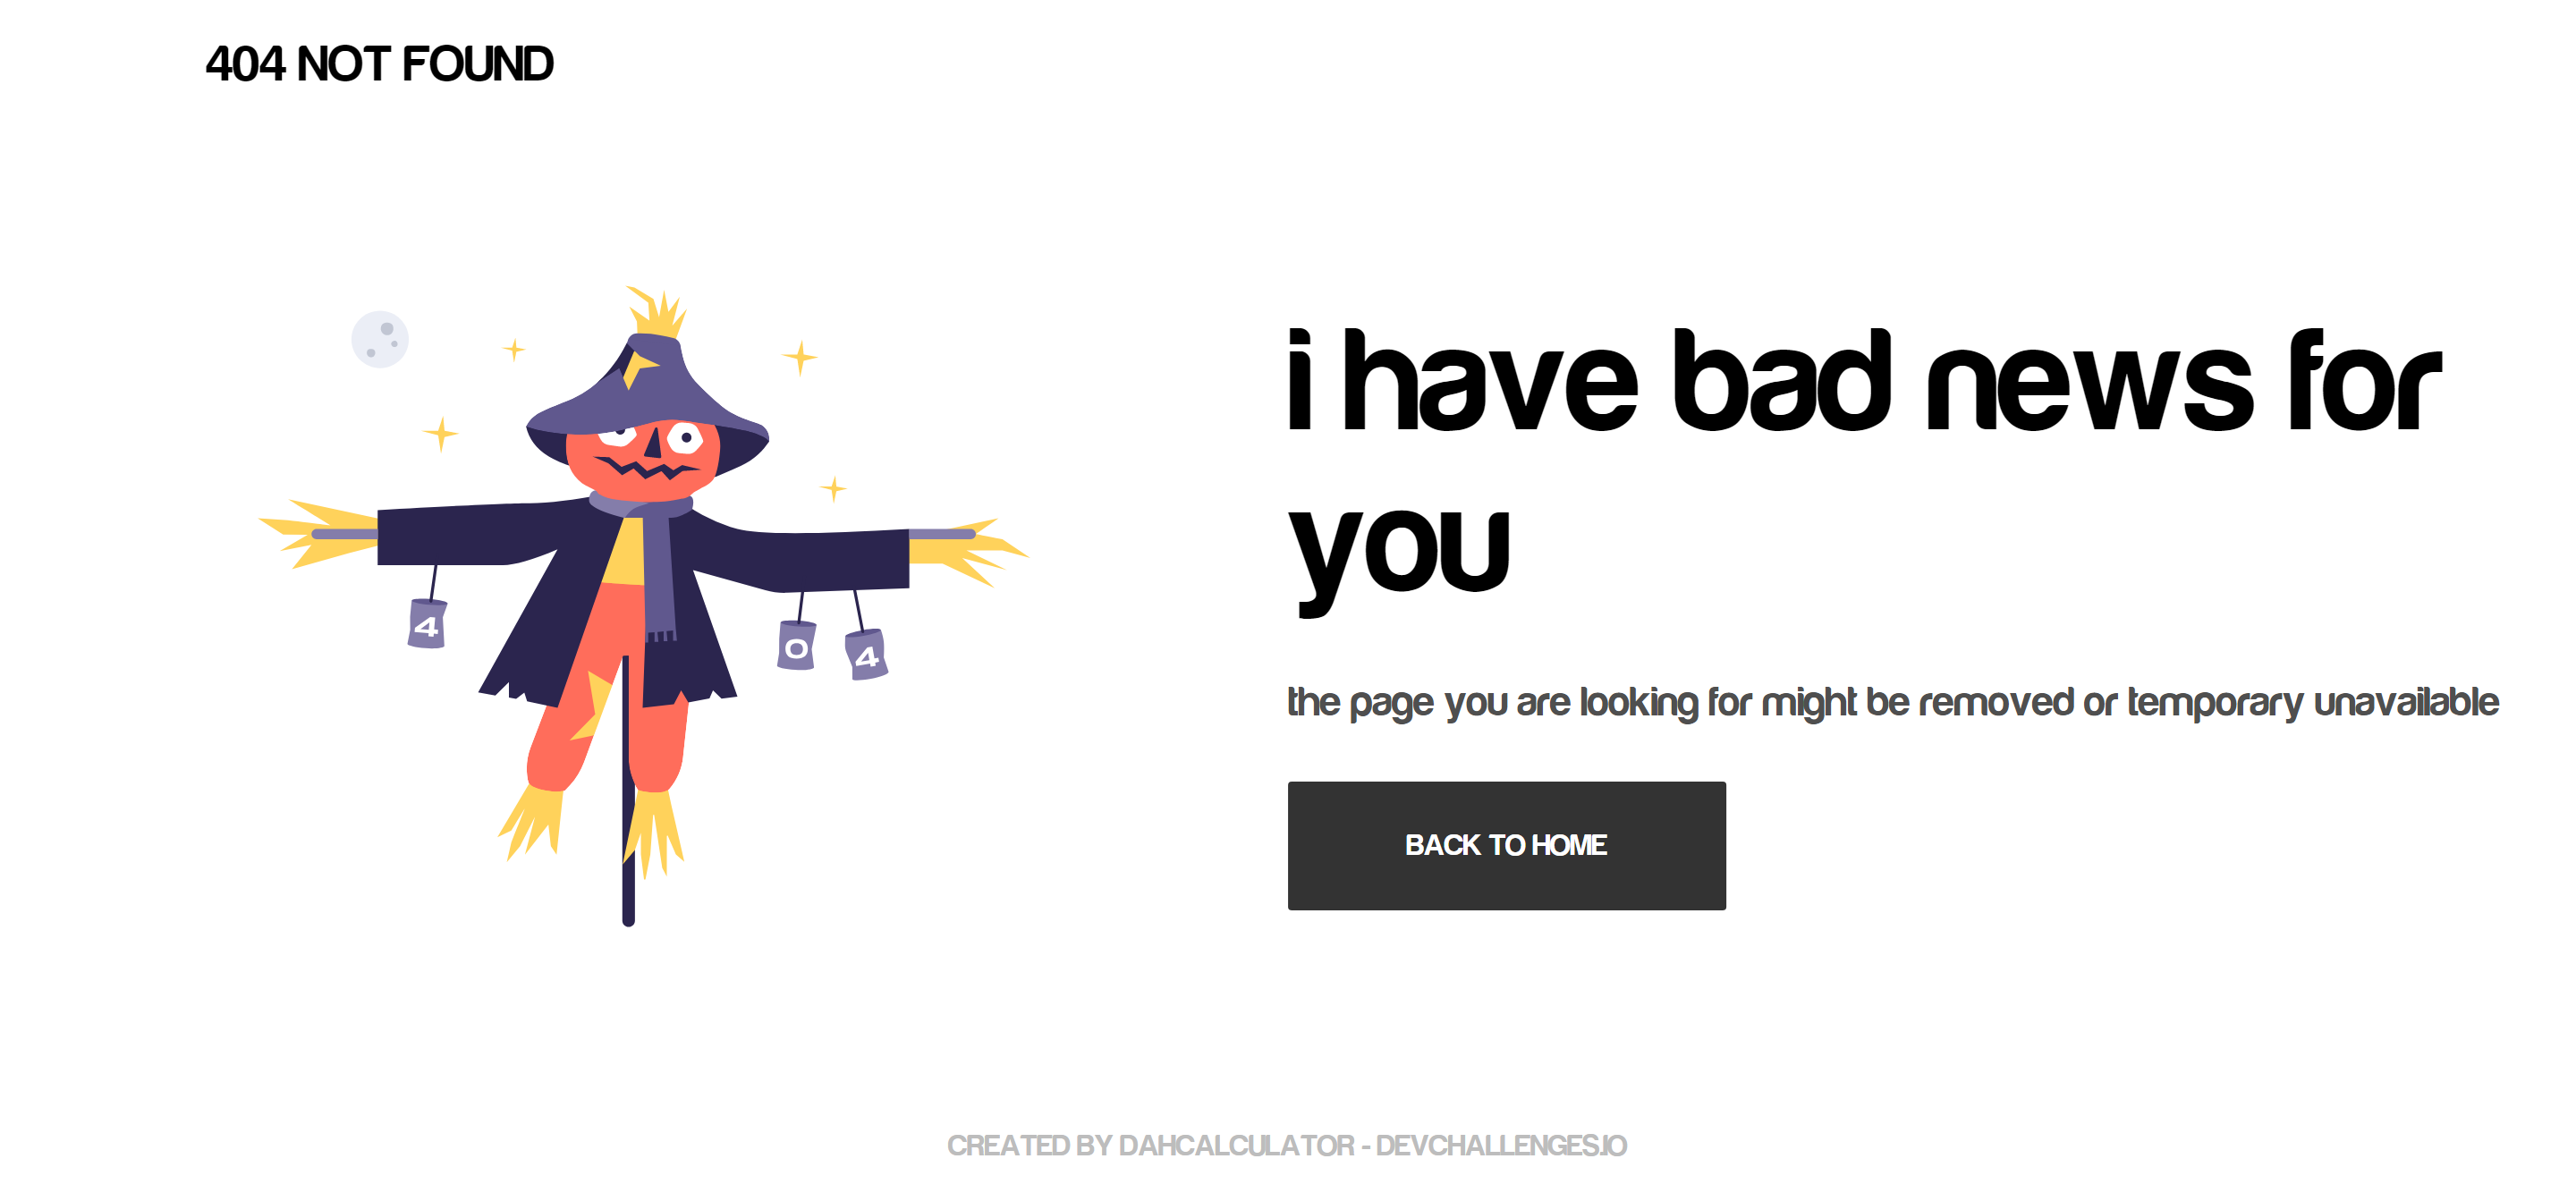 404 NOT FOUND
i have bad news for
you
4
0
4
the page you are looking for might be removed or temporary unavailable
BACK TO HOME
CREATED BY DAHCALCULATOR - DEVCHALLENGES.IO